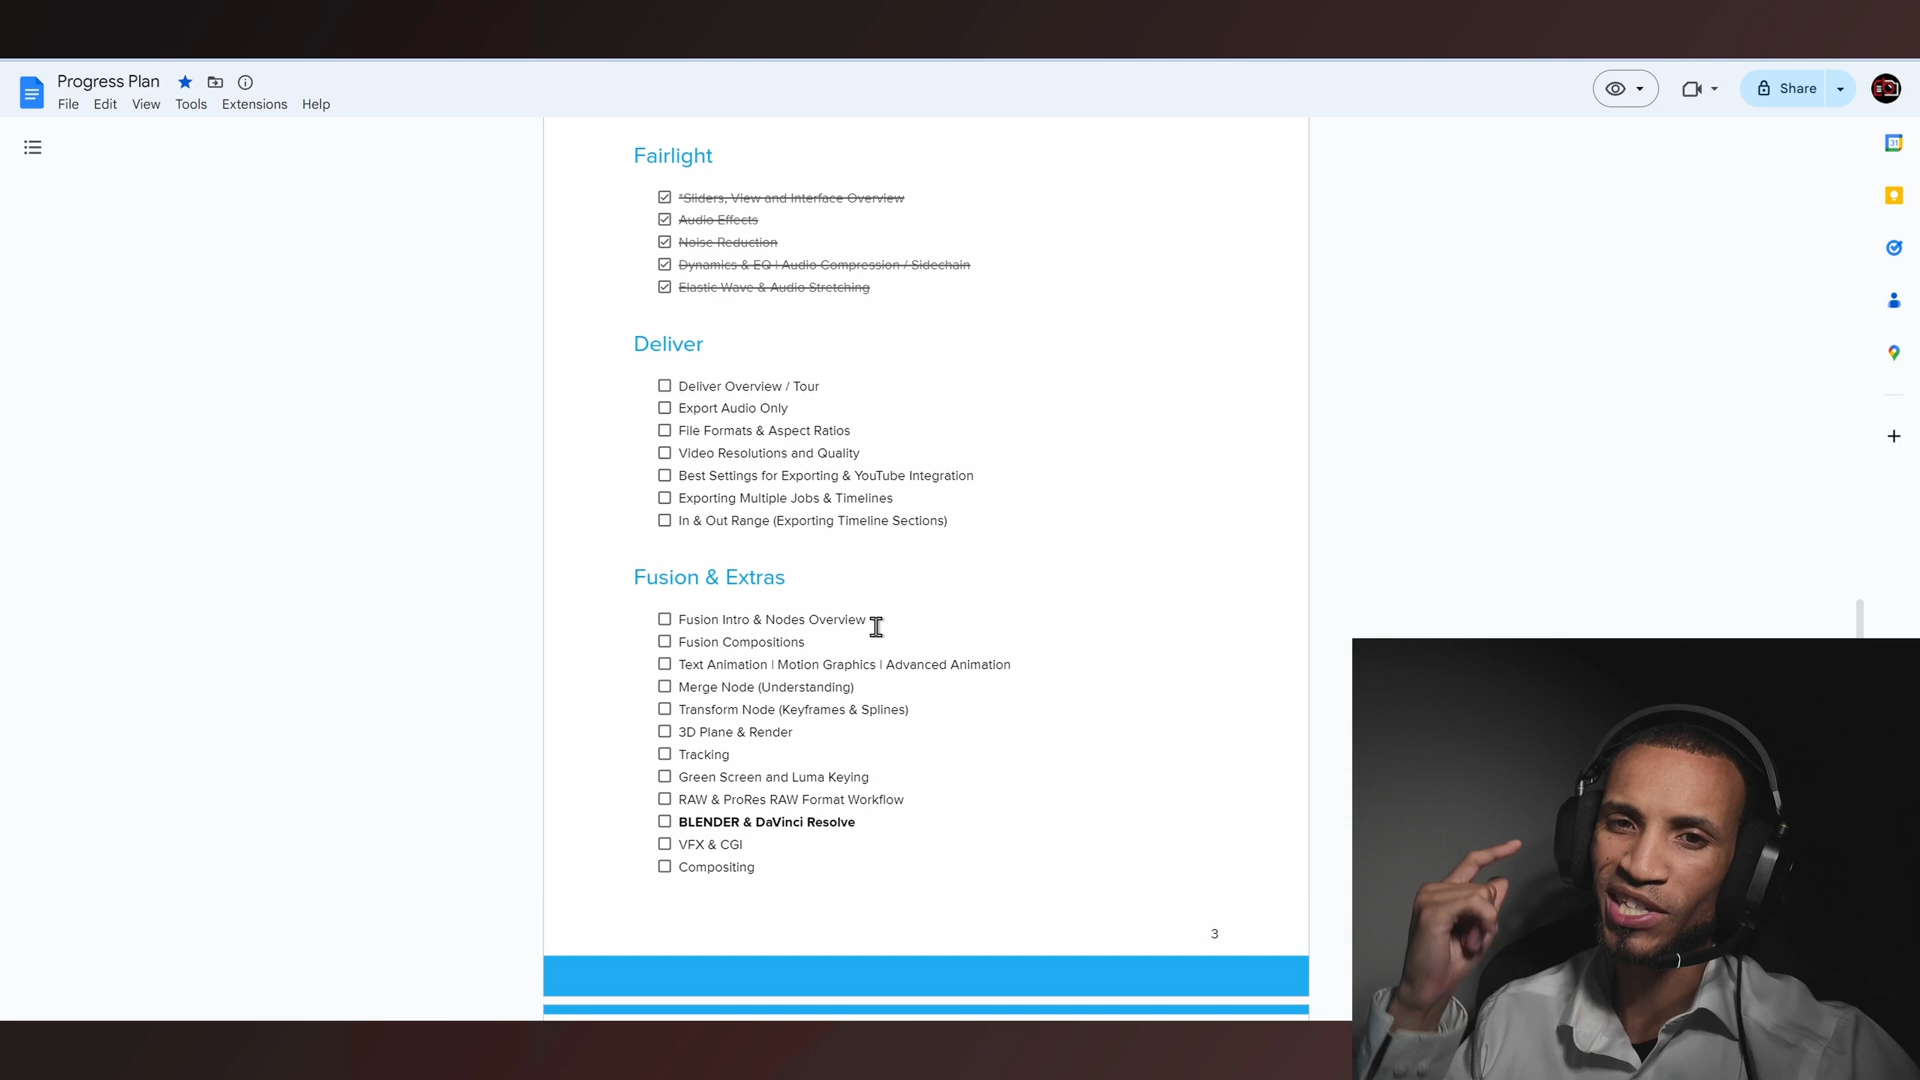 Progress Plan
File Edit View Tools Extensions Help
Share
31
Fairlight
*Sliders, View and Interface Overview
Audio Effects
Noise Reduction
Dynamics & EQ | Audio Compression / Sidechain
Elastic Wave & Audio Stretching
Deliver
Deliver Overview / Tour
Export Audio Only
File Formats & Aspect Ratios
Video Resolutions and Quality
Best Settings for Exporting & YouTube Integration
Exporting Multiple Jobs & Timelines
In & Out Range (Exporting Timeline Sections)
Fusion & Extras
Fusion Intro & Nodes Overview
Fusion Compositions
Text Animation | Motion Graphics | Advanced Animation
Merge Node (Understanding)
Transform Node (Keyframes & Splines)
3D Plane & Render
Tracking
Green Screen and Luma Keying
RAW & ProRes RAW Format Workflow
BLENDER & DaVinci Resolve
VFX & CGI
Compositing
3